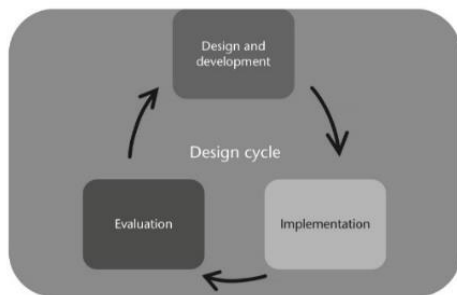 Design and
development
Design cycle
Evaluation
Implementation